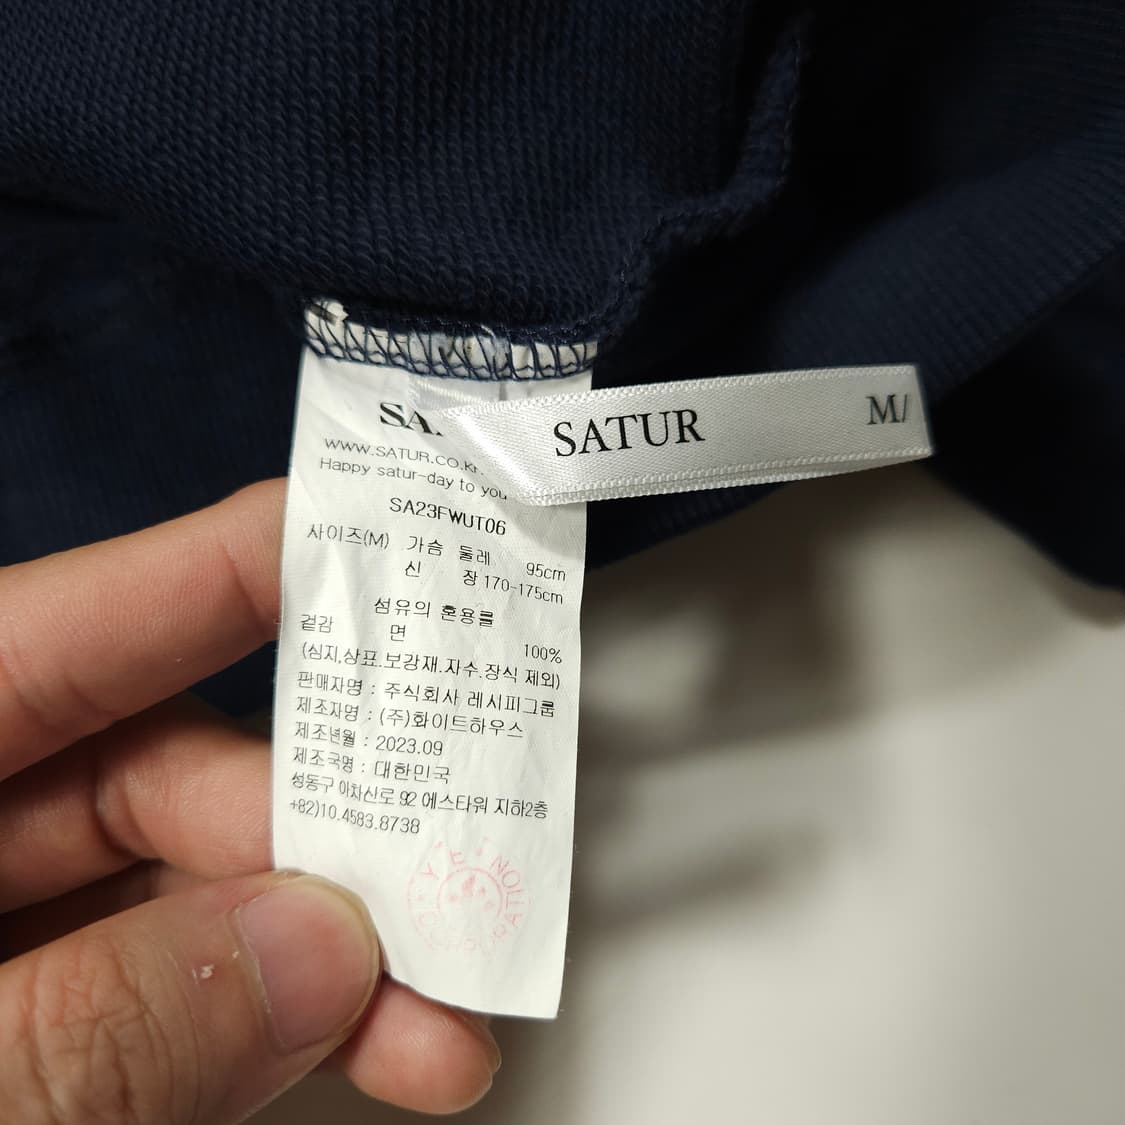 SATUR M/
WWW.SATUR.CO.Kr
Happy satur-day to you
SA23FWUT06
사이즈(M) 가슴 둘레 95cm
신 장 170-175cm
섬유의 혼용률
겉감 면 100%
(심지,상표.보강재.자수.장식 제외)
판매자명 : 주식회사 레시피그룹
제조자명 : (주)화이트하우스
제조년월 : 2023.09
제조국명 : 대한민국
성동구 아차산로 92 에스타워 지하2층
+82)10.4583.8738